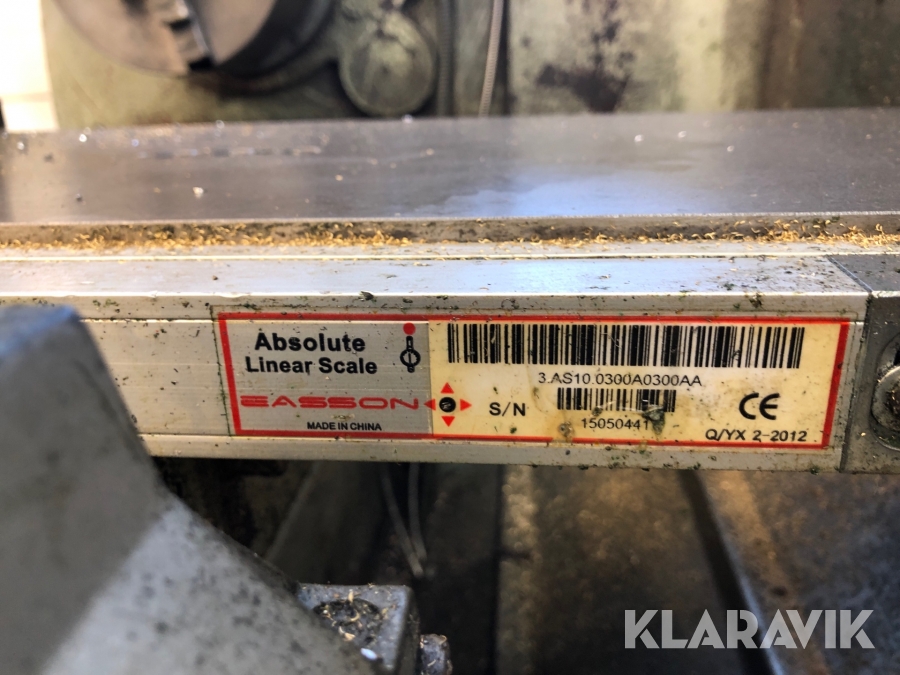 Absolute
Linear Scale
EASSON
MADE IN CHINA
3.AS10.0300A0300AA
S/N
15050441
CE
Q/YX 2-2012
KLARAVIK